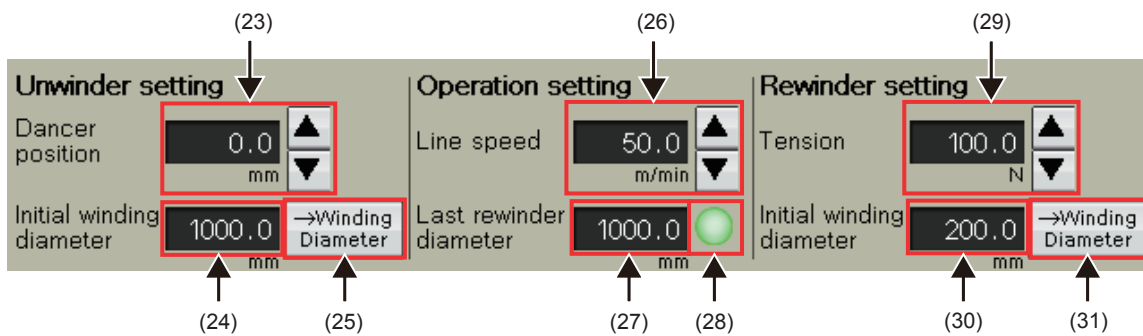 (23)
(26)
(29)
Unwinder setting
Operation setting
Rewinder setting
Dancer
position
0.0
mm
Line speed
50.0
m/min
Tension
100.0
N
Initial winding
diameter
1000.0
mm
→Winding
Diameter
Last rewinder
diameter
1000.0
mm
Initial winding
diameter
200.0
mm
→Winding
Diameter
(24)
(25)
(27)
(28)
(30)
(31)